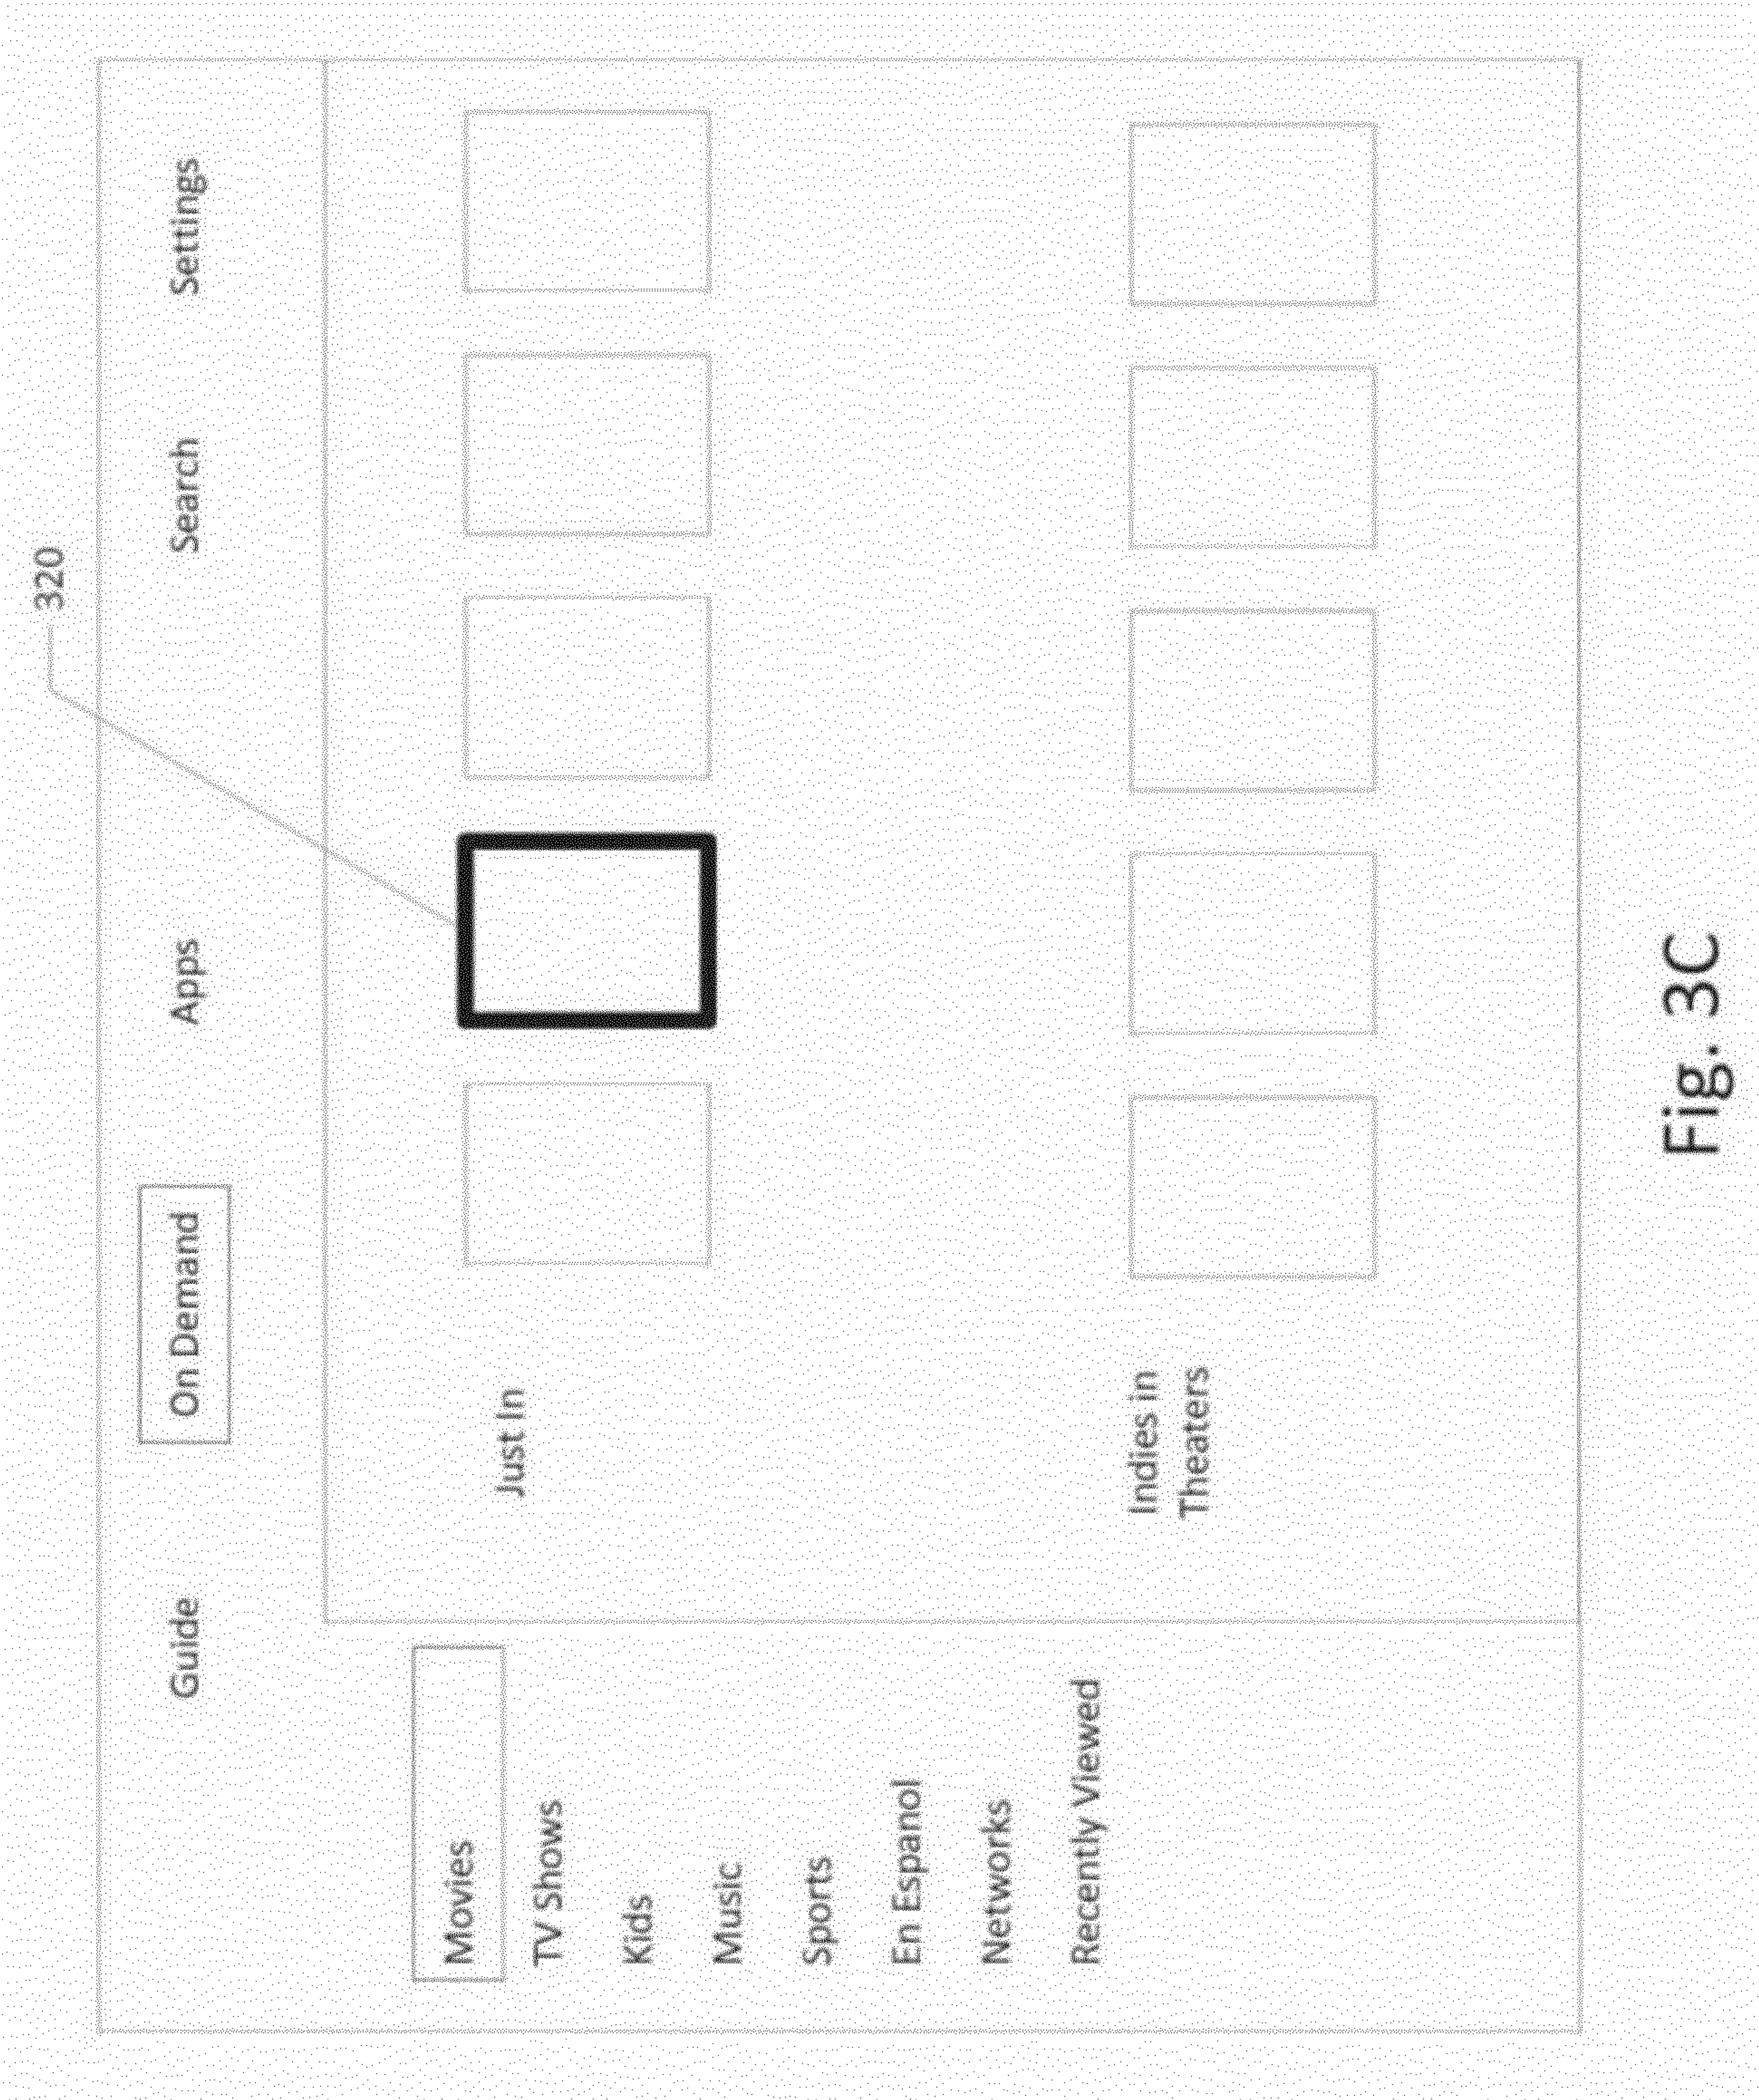 320
Guide
On Demand
Apps
Search
Settings
Movies
TV Shows
Kids
Music
Sports
En Espanol
Networks
Recently Viewed
Just In
Indies in
Theaters
Fig. 3C